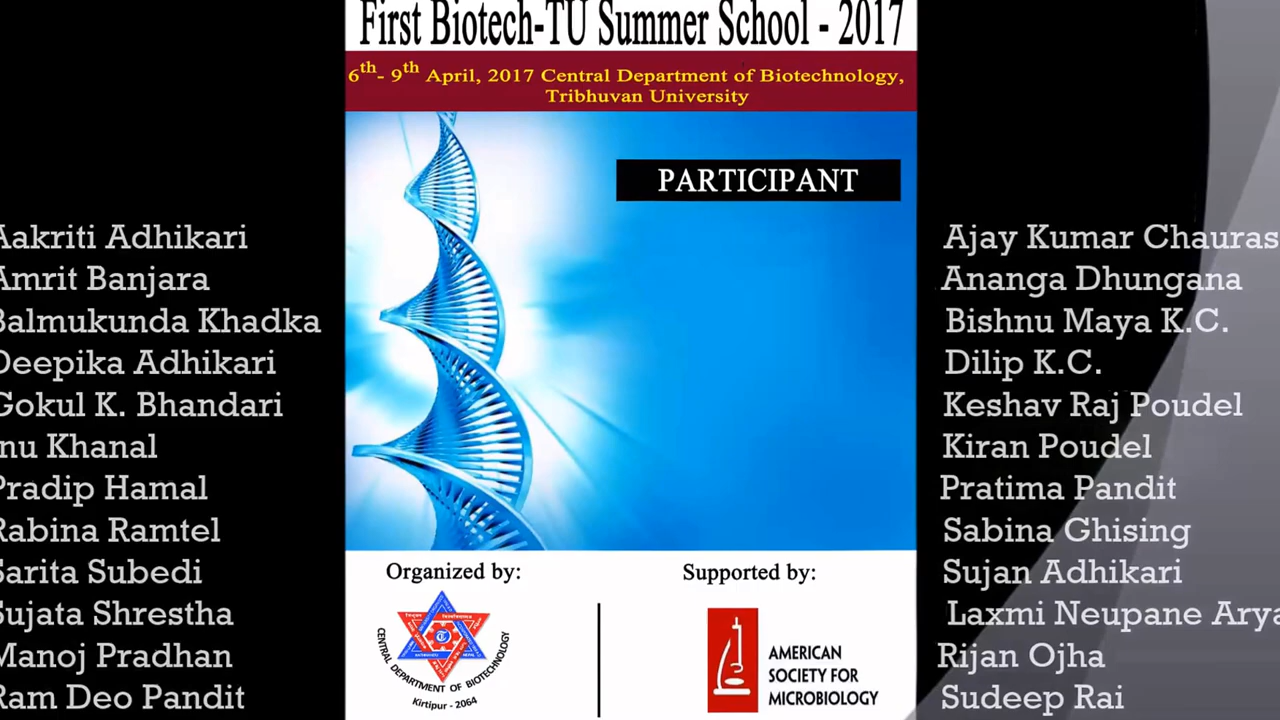 First Biotech-TU Summer School - 2017
6th- 9th April, 2017 Central Department of Biotechnology,
Tribhuvan University
PARTICIPANT
Aakriti Adhikari
Amrit Banjara
Balmukunda Khadka
Deepika Adhikari
Gokul K. Bhandari
nu Khanal
Pradip Hamal
Rabina Ramtel
Sarita Subedi
Sujata Shrestha
Manoj Pradhan
Ram Deo Pandit
Ajay Kumar Chauras
Ananga Dhungana
Bishnu Maya K.C.
Dilip K.C.
Keshav Raj Poudel
Kiran Poudel
Pratima Pandit
Sabina Ghising
Sujan Adhikari
Laxmi Neupane Arya
Rijan Ojha
Sudeep Rai
Organized by:
CENTRAL DEPARTMENT OF BIOTECHNOLOGY
Kirtipur - 2064
Supported by:
AMERICAN
SOCIETY FOR
MICROBIOLOGY